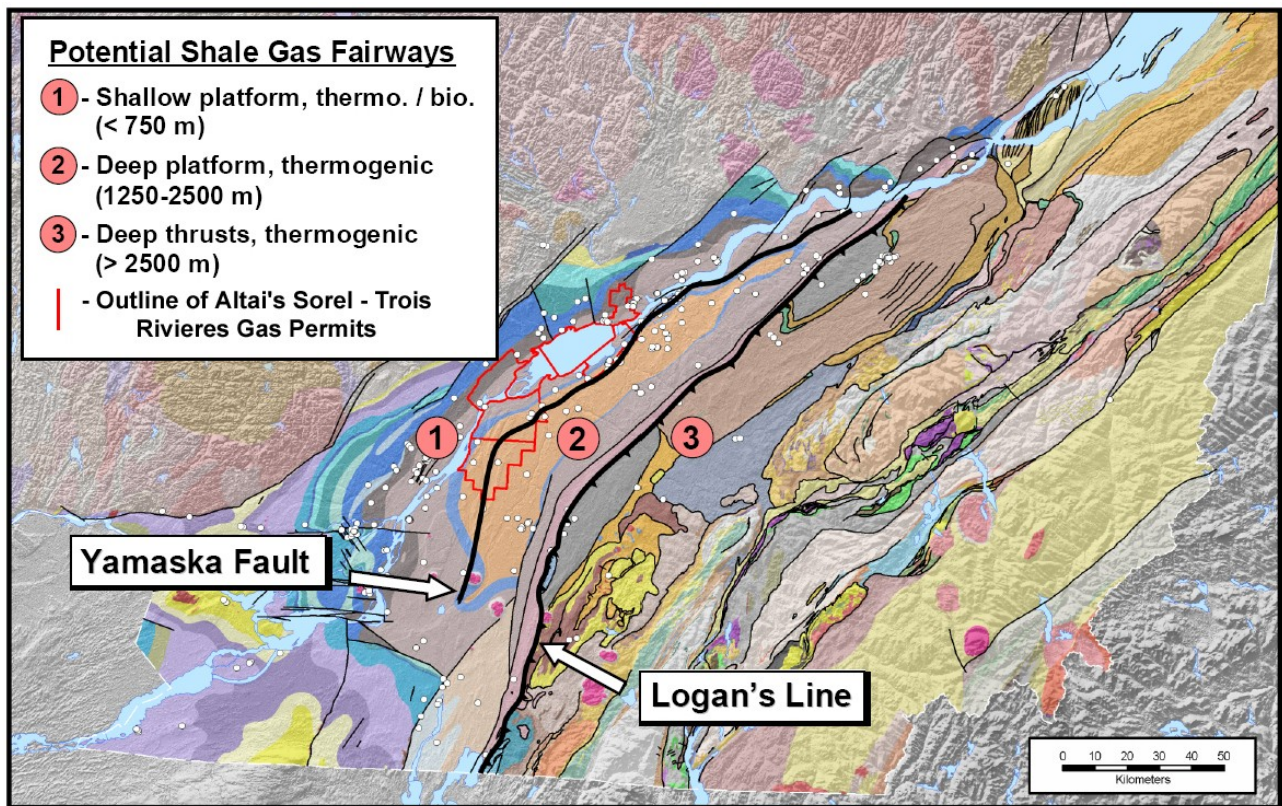 Potential Shale Gas Fairways
1 - Shallow platform, thermo. / bio.
(< 750 m)
2 - Deep platform, thermogenic
(1250-2500 m)
3 - Deep thrusts, thermogenic
(> 2500 m)
- Outline of Altai's Sorel - Trois
Rivieres Gas Permits
1
2
3
Yamaska Fault
Logan's Line
0 10 20 30 40 50
Kilometers